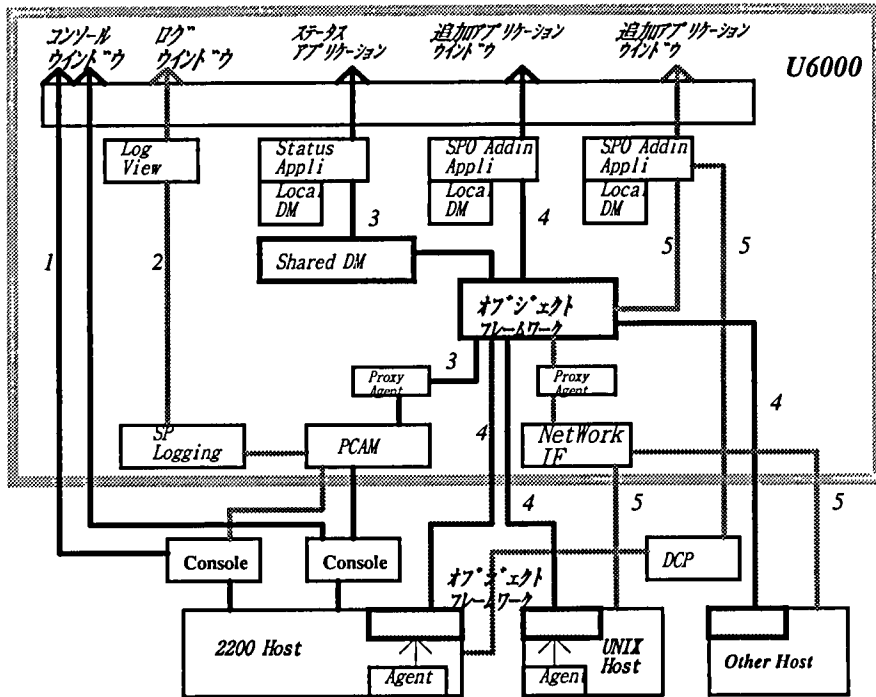 コンソール
ウインドウ
ログ
ウインドウ
ステータス
アプリケーション
追加アプリケーション
ウインドウ
追加アプリケーション
ウインドウ
U6000
Log
View
Status
Appli
Local
DM
SPO Addin
Appli
Local
DM
SPO Addin
Appli
Local
DM
1
2
3
4
5
5
Shared DM
オブジェクト
フレームワーク
3
Proxy
Agent
Proxy
Agent
4
4
SP
Logging
PCAM
NetWork
IF
4
5
5
Console
Console
DCP
オブジェクト
フレームワーク
2200 Host
Agent
UNIX
Host
Agent
Other Host